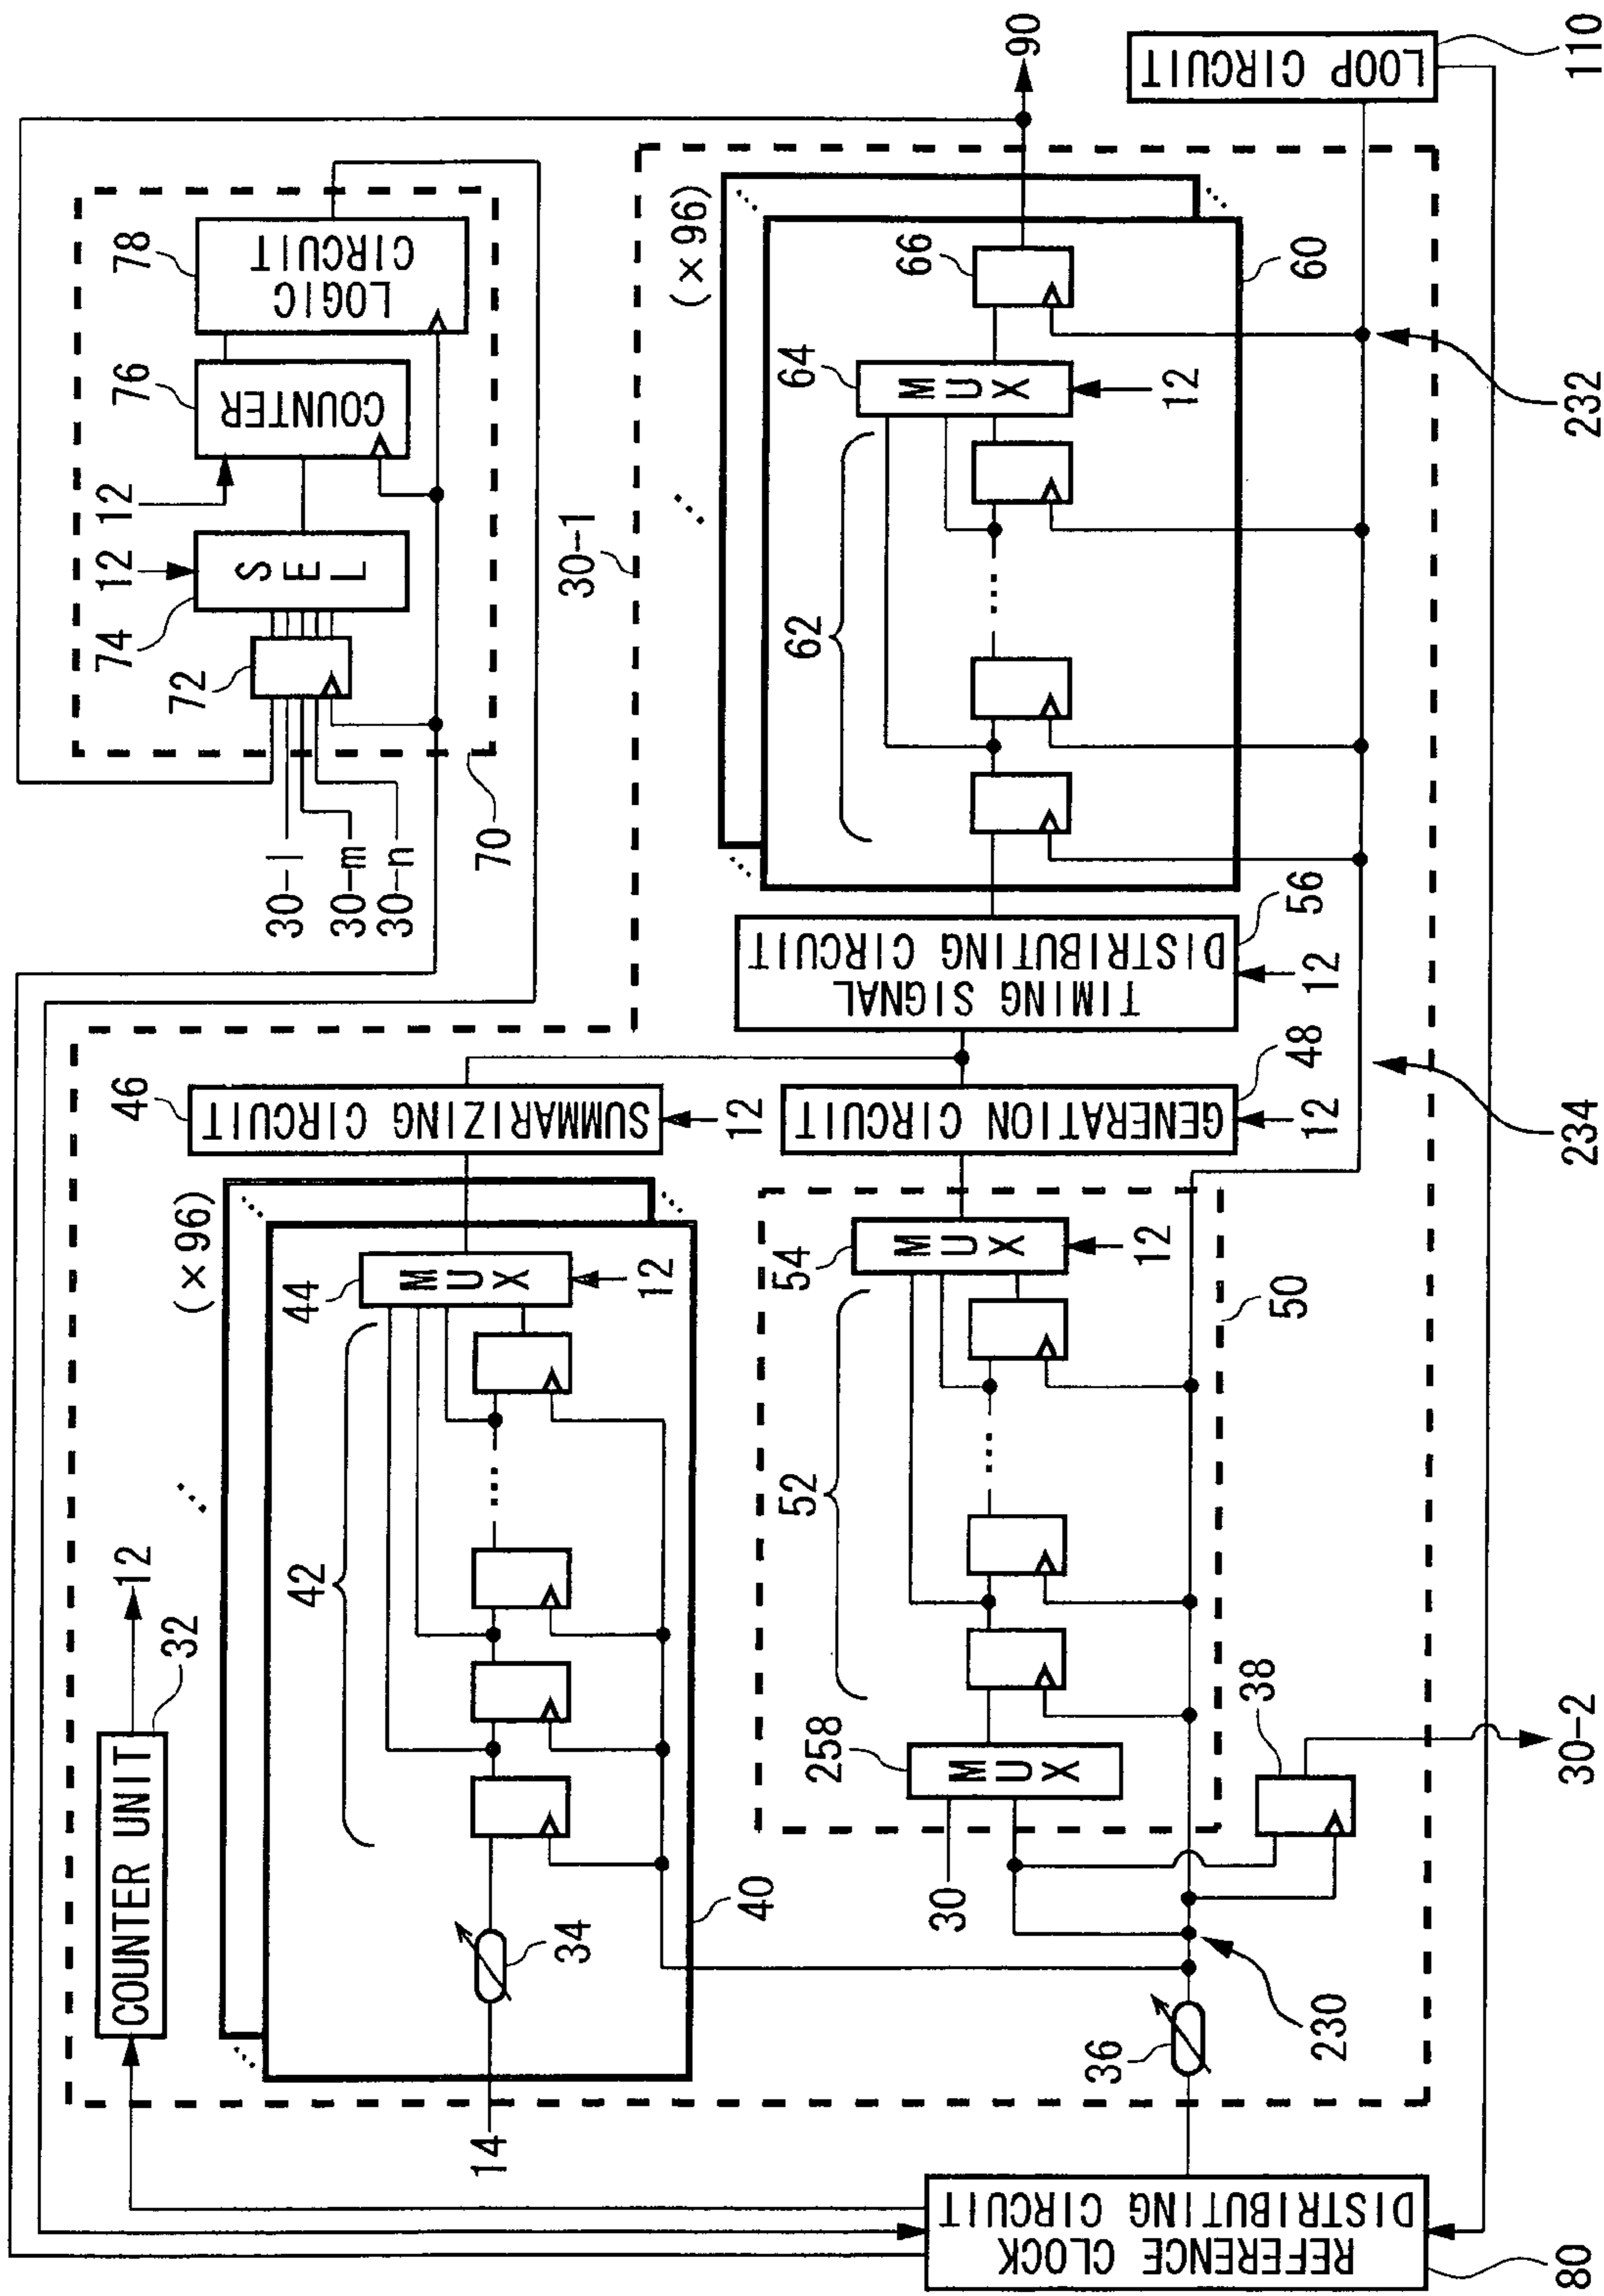 90
LOOP CIRCUIT
110
78
LOGIC
CIRCUIT
76
COUNTER
12
12
74
SEL
72
30-l
30-m
30-n
70
30-1
(×96)
66
64
MUX
12
62
60
232
TIMING SIGNAL
DISTRIBUTING CIRCUIT
56
12
46
SUMMARIZING CIRCUIT
12
GENERATION CIRCUIT
48
12
234
(×96)
44
MUX
12
42
54
MUX
12
50
52
12
32
COUNTER UNIT
258
MUX
38
30-2
34
40
30
230
36
14
REFERENCE CLOCK
DISTRIBUTING CIRCUIT
80